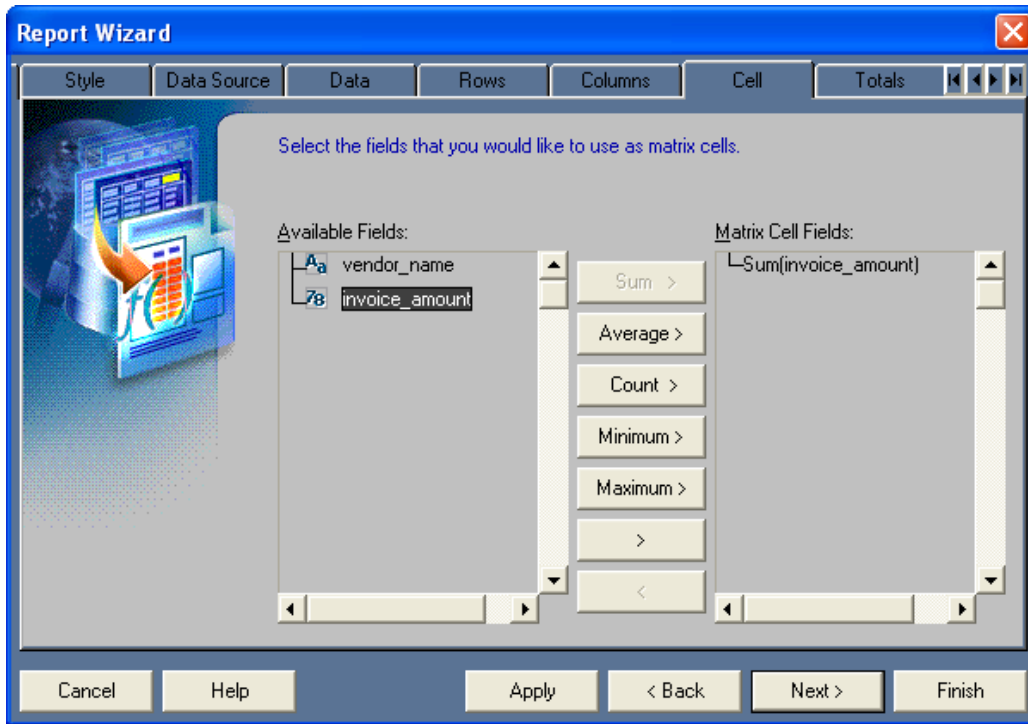 Report Wizard
Style Data Source Data Rows Columns Cell Totals
Select the fields that you would like to use as matrix cells.
Available Fields:
Matrix Cell Fields:
Aa vendor_name
78 invoice_amount
Sum(invoice_amount)
Sum >
Average >
Count >
Minimum >
Maximum >
>
<
Cancel Help Apply < Back Next > Finish